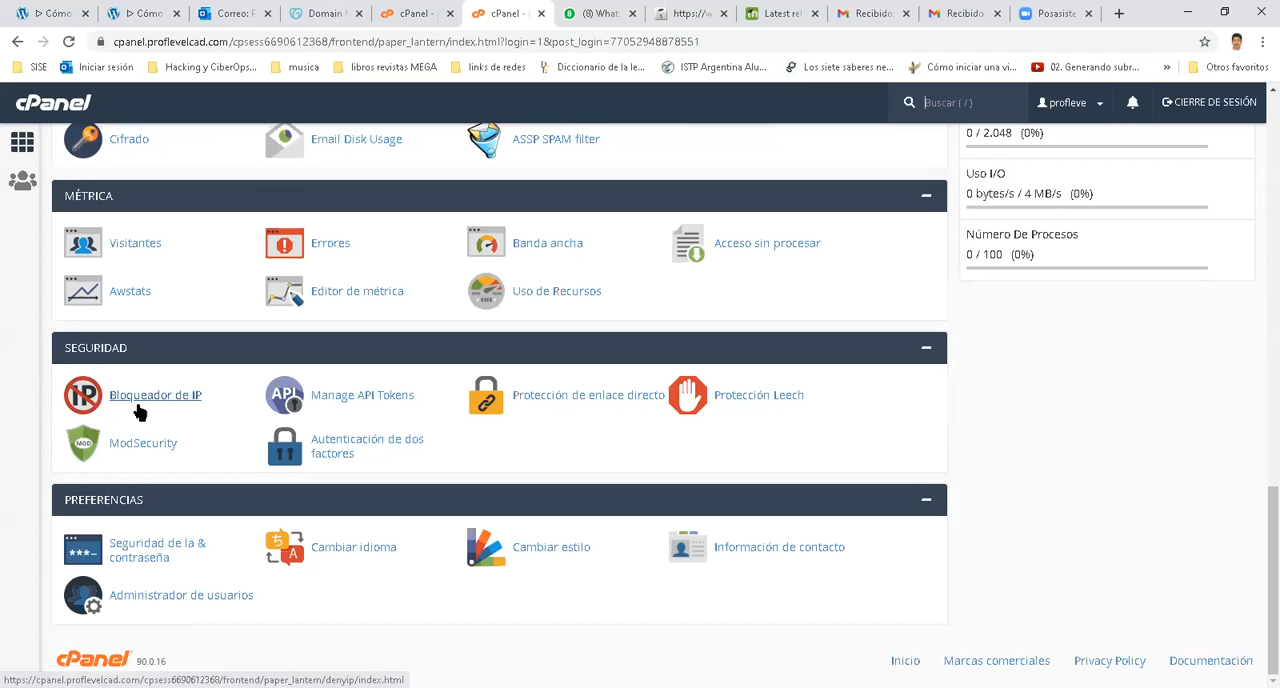 ▷ Cómo
▷ Cómo
Correo: F
Domain N
cPanel -
cPanel -
(8) What:
https://w
Latest rel
Recibido:
Recibido
Posasiste
cpanel.proflevelcad.com/cpsess6690612368/frontend/paper_lantern/index.html?login=1&post_login=77052948878551
SISE
Iniciar sesión
Hacking y CiberOps...
musica
libros revistas MEGA
links de redes
Diccionario de la le...
ISTP Argentina Alu...
Los siete saberes ne...
Cómo iniciar una vi...
02. Generando subr...
»
Otros favoritos
cPanel
Buscar ( / )
profleve
CIERRE DE SESIÓN
Cifrado
Email Disk Usage
ASSP SPAM filter
0 / 2.048 (0%)
Uso I/O
0 bytes/s / 4 MB/s (0%)
Número De Procesos
0 / 100 (0%)
MÉTRICA
Visitantes
Errores
Banda ancha
Acceso sin procesar
Awstats
Editor de métrica
Uso de Recursos
SEGURIDAD
IP
Bloqueador de IP
API
Manage API Tokens
Protección de enlace directo
Protección Leech
MOD
ModSecurity
Autenticación de dos
factores
PREFERENCIAS
Seguridad de la &
contraseña
Cambiar idioma
Cambiar estilo
Información de contacto
Administrador de usuarios
cPanel 90.0.16
Inicio
Marcas comerciales
Privacy Policy
Documentación
https://cpanel.proflevelcad.com/cpsess6690612368/frontend/paper_lantern/denyip/index.html